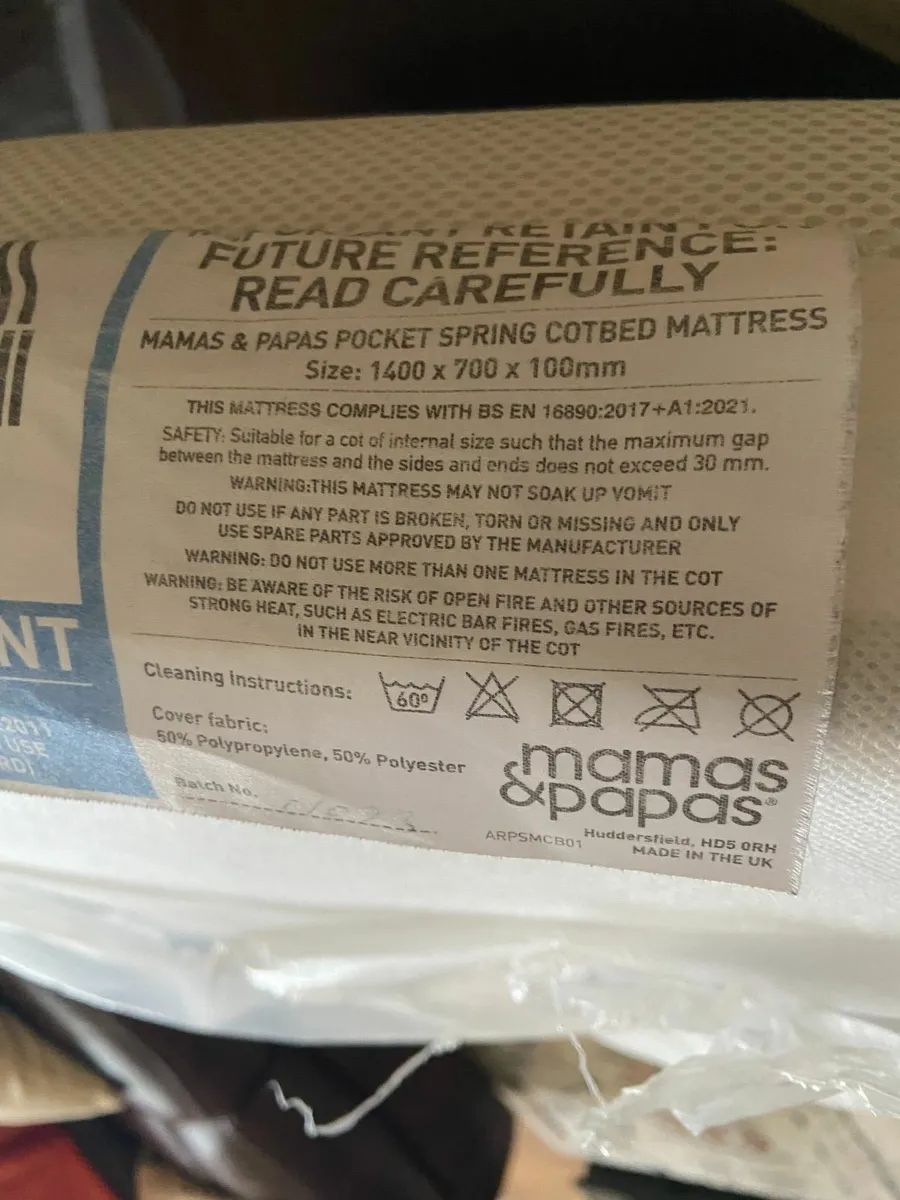 IMPORTANT RETAIN FOR
FUTURE REFERENCE:
READ CAREFULLY
MAMAS & PAPAS POCKET SPRING COTBED MATTRESS
Size: 1400 x 700 x 100mm
THIS MATTRESS COMPLIES WITH BS EN 16890:2017+A1:2021.
SAFETY: Suitable for a cot of internal size such that the maximum gap
between the mattress and the sides and ends does not exceed 30 mm.
WARNING:THIS MATTRESS MAY NOT SOAK UP VOMIT
DO NOT USE IF ANY PART IS BROKEN, TORN OR MISSING AND ONLY
USE SPARE PARTS APPROVED BY THE MANUFACTURER
WARNING: DO NOT USE MORE THAN ONE MATTRESS IN THE COT
WARNING: BE AWARE OF THE RISK OF OPEN FIRE AND OTHER SOURCES OF
STRONG HEAT, SUCH AS ELECTRIC BAR FIRES, GAS FIRES, ETC.
IN THE NEAR VICINITY OF THE COT
Cleaning instructions:
60°
Cover fabric:
50% Polypropylene, 50% Polyester
Batch No.
mamas
&papas®
ARPSMCB01
Huddersfield, HD5 0RH
MADE IN THE UK
NT
2011
USE
RD)